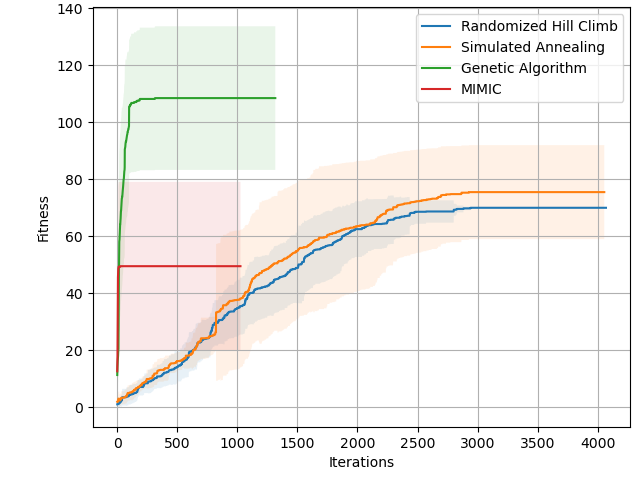 140
120
100
80
60
40
20
0
Fitness
Randomized Hill Climb
Simulated Annealing
Genetic Algorithm
MIMIC
0 500 1000 1500 2000 2500 3000 3500 4000
Iterations